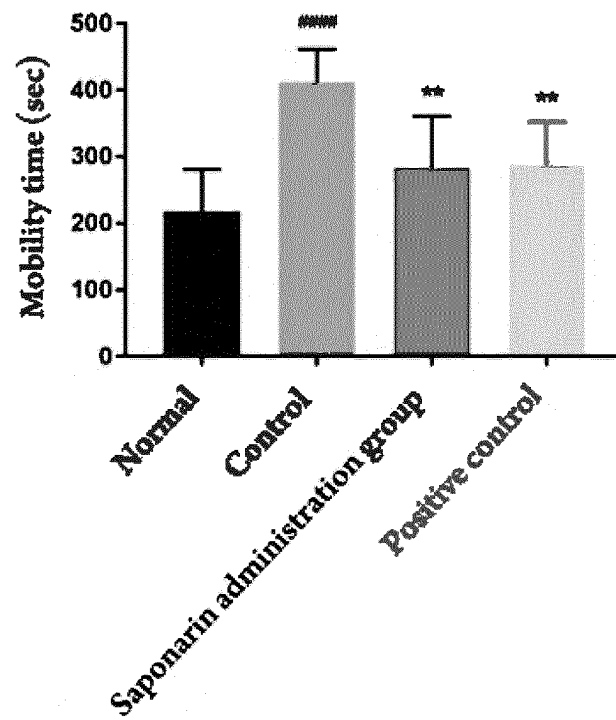 Mobility time (sec)
500
400
300
200
100
0
####
**
**
Normal
Control
Saponarin administration group
Positive control